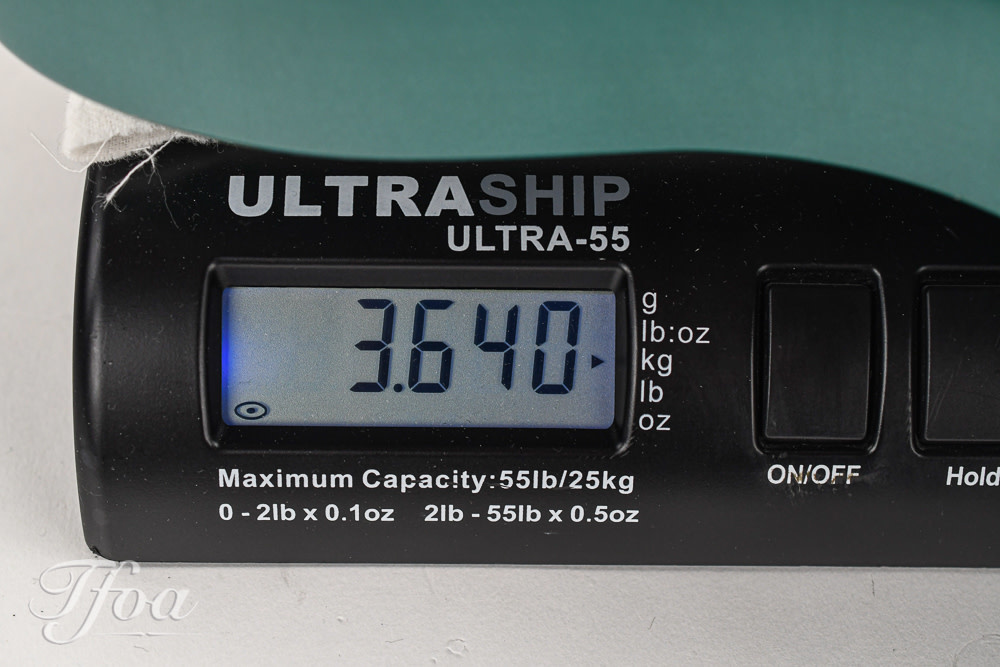 ULTRASHIP
ULTRA-55
3.640
g
lb:oz
kg
lb
oz
Maximum Capacity:55lb/25kg
0 - 2lb x 0.1oz 2lb - 55lb x 0.5oz
ON/OFF
Hold
Tfoa